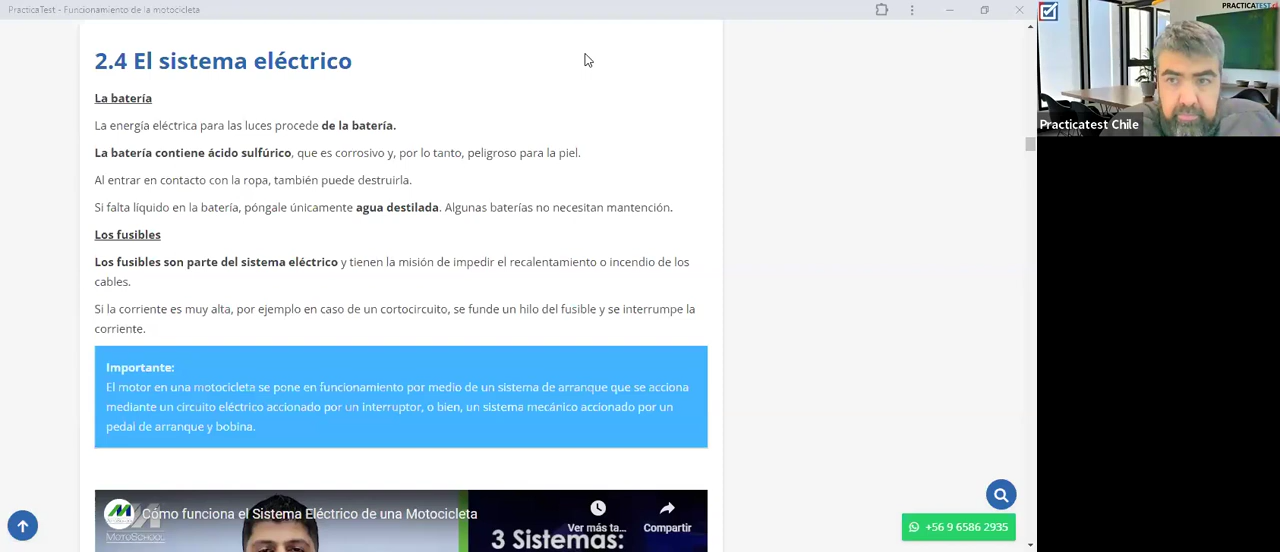 PracticaTest - Funcionamiento de la motocicleta
PRACTICATEST.cl
2.4 El sistema eléctrico
La batería
La energía eléctrica para las luces procede de la batería.
Practicatest Chile
La batería contiene ácido sulfúrico, que es corrosivo y, por lo tanto, peligroso para la piel.
Al entrar en contacto con la ropa, también puede destruirla.
Si falta líquido en la batería, póngale únicamente agua destilada. Algunas baterías no necesitan mantención.
Los fusibles
Los fusibles son parte del sistema eléctrico y tienen la misión de impedir el recalentamiento o incendio de los
cables.
Si la corriente es muy alta, por ejemplo en caso de un cortocircuito, se funde un hilo del fusible y se interrumpe la
corriente.
Importante:
El motor en una motocicleta se pone en funcionamiento por medio de un sistema de arranque que se acciona
mediante un circuito eléctrico accionado por un interruptor, o bien, un sistema mecánico accionado por un
pedal de arranque y bobina.
Cómo funciona el Sistema Eléctrico de una Motocicleta
Ver más ta...
Compartir
MOTOSCHOOL
3 Sistemas:
+56 9 6586 2935